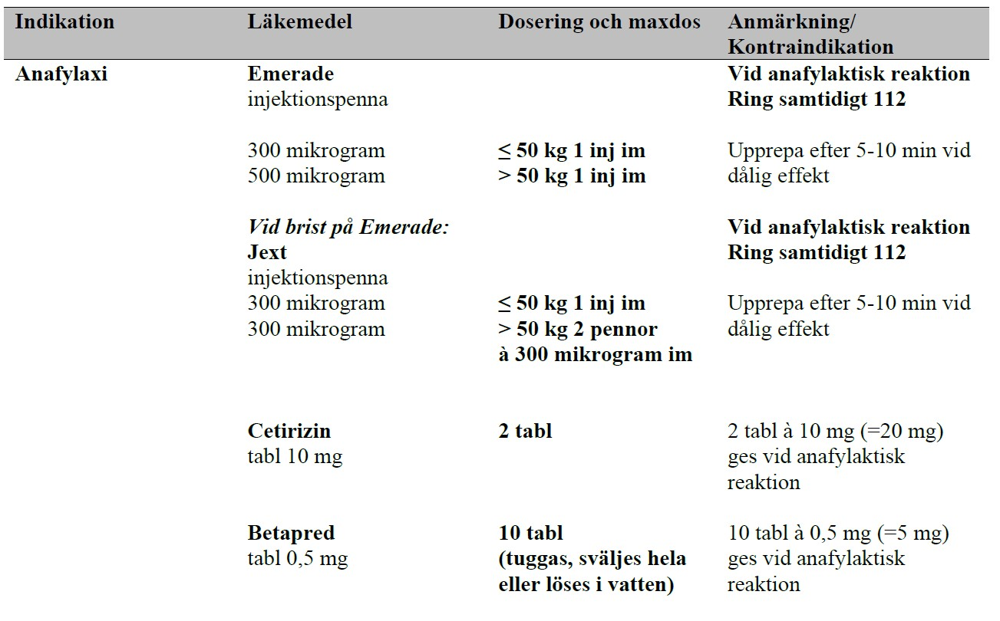 Indikation Läkemedel Dosering och maxdos Anmärkning/
Kontraindikation
Anafylaxi Emerade Vid anafylaktisk reaktion
injektionspenna Ring samtidigt 112
300 mikrogram ≤ 50 kg 1 inj im Upprepa efter 5-10 min vid
500 mikrogram > 50 kg 1 inj im dålig effekt
Vid brist på Emerade: Vid anafylaktisk reaktion
Jext Ring samtidigt 112
injektionspenna
300 mikrogram ≤ 50 kg 1 inj im Upprepa efter 5-10 min vid
300 mikrogram > 50 kg 2 pennor dålig effekt
à 300 mikrogram im
Cetirizin 2 tabl 2 tabl à 10 mg (=20 mg)
tabl 10 mg ges vid anafylaktisk
reaktion
Betapred 10 tabl 10 tabl à 0,5 mg (=5 mg)
tabl 0,5 mg (tuggas, sväljes hela ges vid anafylaktisk
eller löses i vatten) reaktion